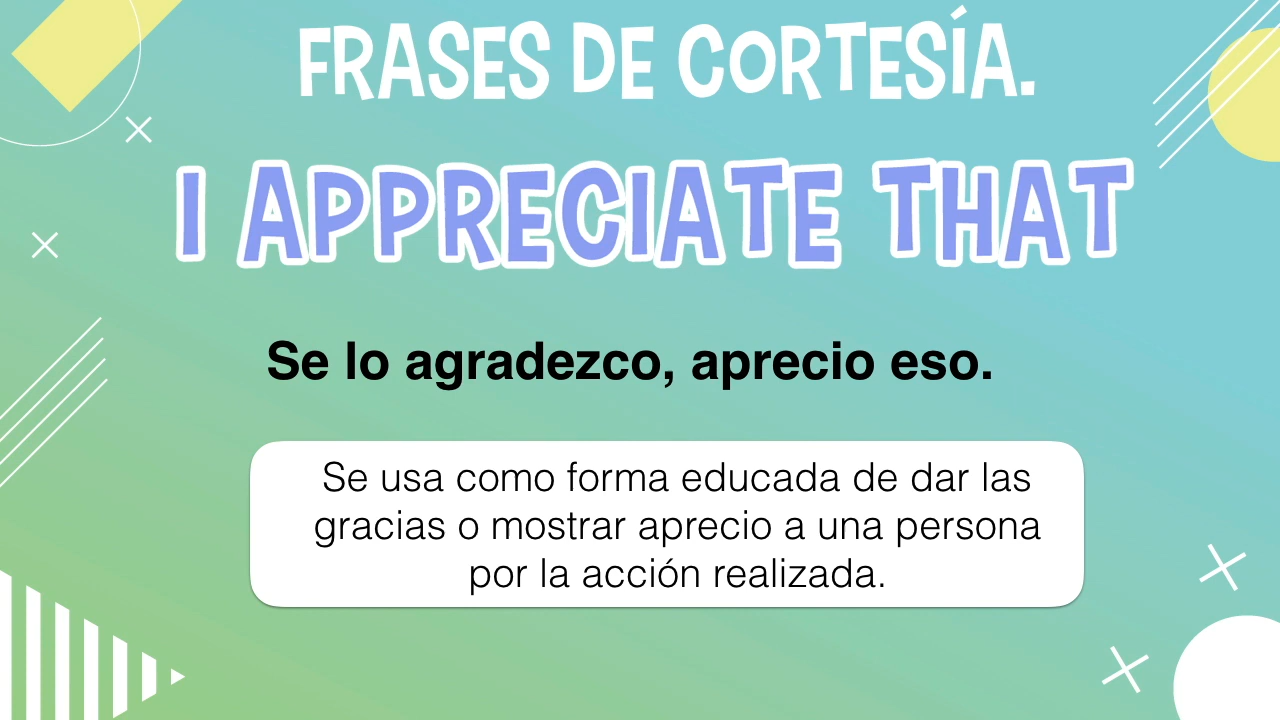 FRASES DE CORTESÍA.
I APPRECIATE THAT
Se lo agradezco, aprecio eso.
Se usa como forma educada de dar las
gracias o mostrar aprecio a una persona
por la acción realizada.